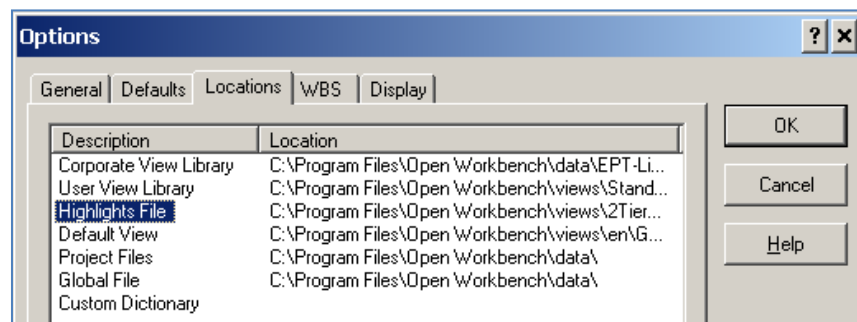 Options ? ×
General Defaults Locations WBS Display
OK
Description Location
Corporate View Library C:\Program Files\Open Workbench\data\EPT-Li...
User View Library C:\Program Files\Open Workbench\views\Stand...
Cancel
Highlights File C:\Program Files\Open Workbench\views\2Tier...
Default View C:\Program Files\Open Workbench\views\en\G...
Help
Project Files C:\Program Files\Open Workbench\data\
Global File C:\Program Files\Open Workbench\data\
Custom Dictionary